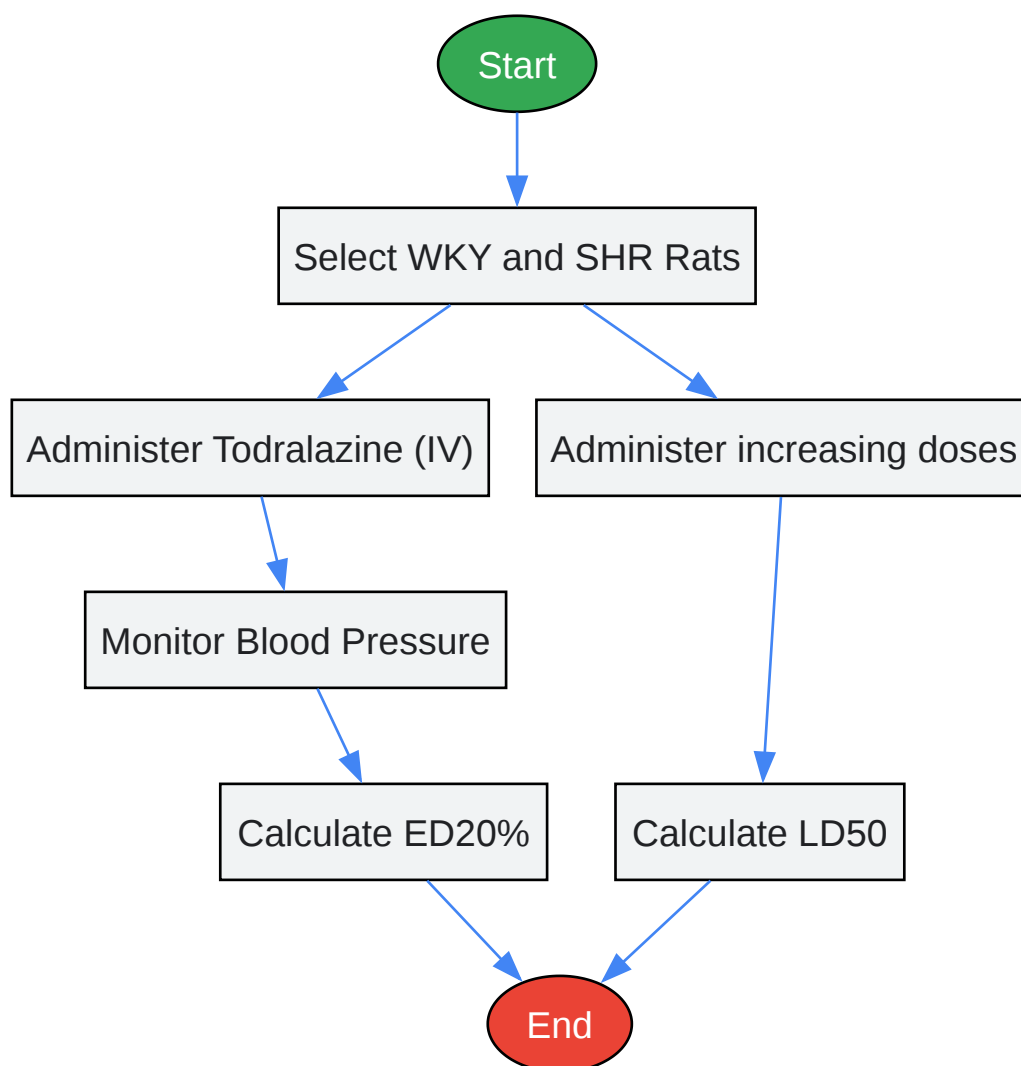 Start
Select WKY and SHR Rats
Administer Todralazine (IV)
Administer increasing doses
Monitor Blood Pressure
Calculate ED20%
Calculate LD50
End